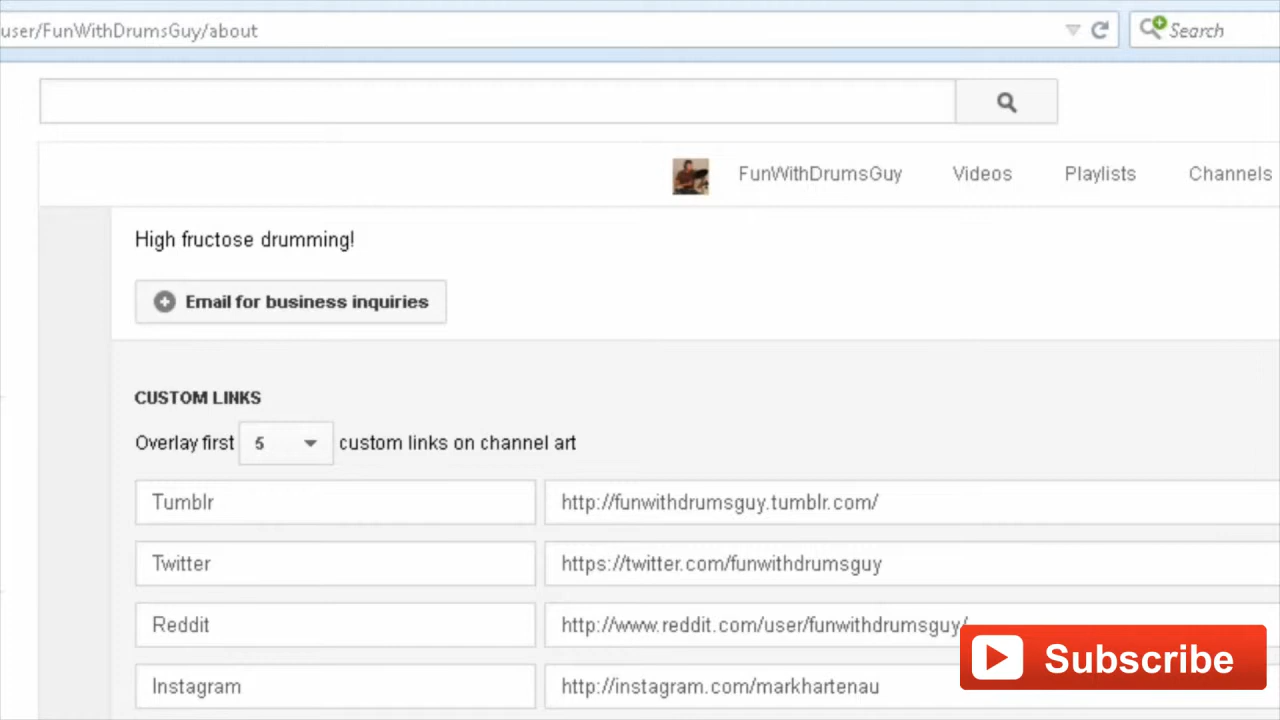 user/FunWithDrumsGuy/about
Search
FunWithDrumsGuy Videos Playlists Channels
High fructose drumming!
Email for business inquiries
CUSTOM LINKS
Overlay first 5 custom links on channel art
Tumblr http://funwithdrumsguy.tumblr.com/
Twitter https://twitter.com/funwithdrumsguy
Reddit http://www.reddit.com/user/funwithdrumsguy/
Instagram http://instagram.com/markhartenau
Subscribe